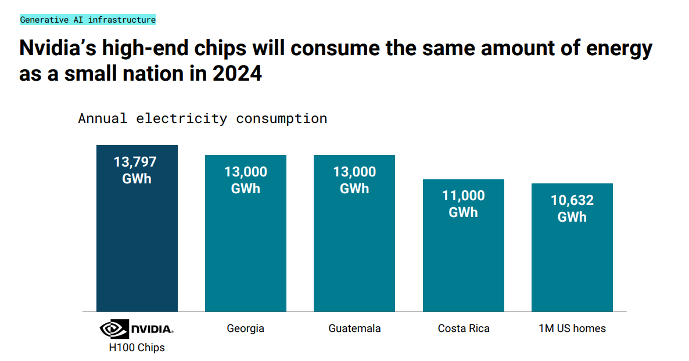 Generative AI infrastructure
Nvidia’s high-end chips will consume the same amount of energy
as a small nation in 2024
Annual electricity consumption
13,797
GWh
13,000
GWh
13,000
GWh
11,000
GWh
10,632
GWh
NVIDIA.
H100 Chips
Georgia
Guatemala
Costa Rica
1M US homes